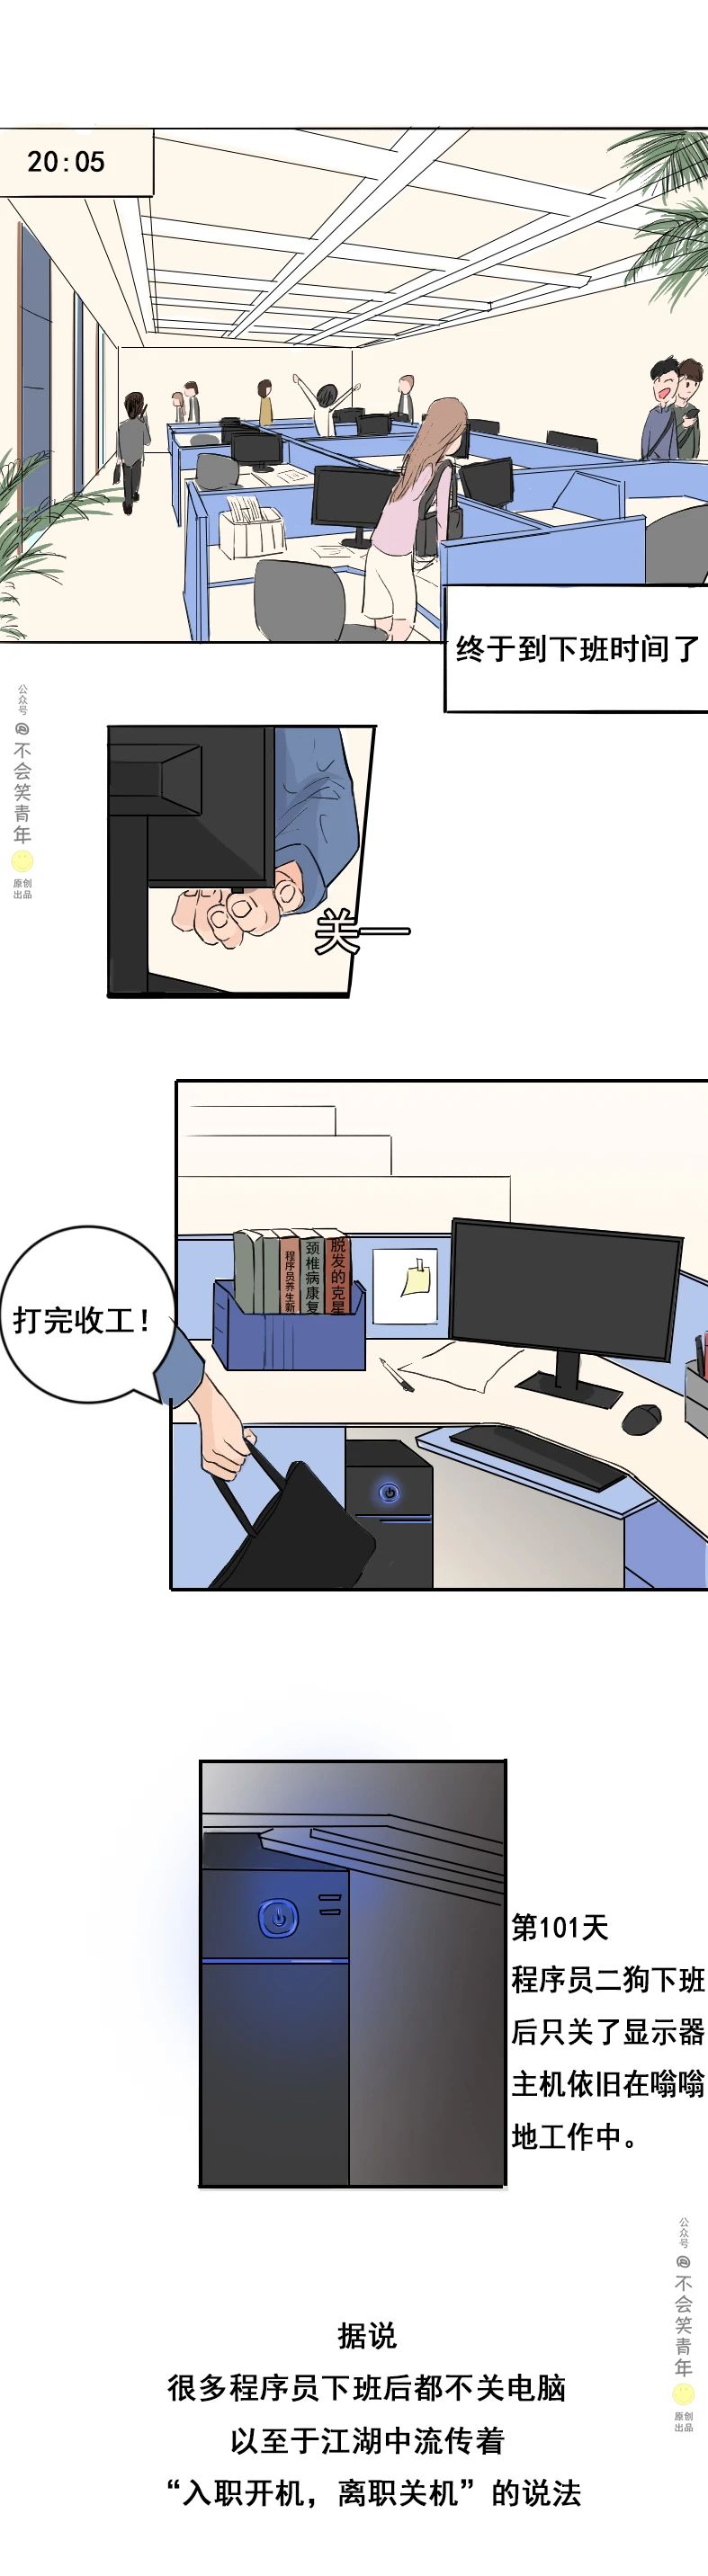 20:05
终于到下班时间了
公众号@不会笑青年
原创
出品
关一
程序员养生新
颈椎病康复
脱发的克星
打完收工！
第101天
程序员二狗下班
后只关了显示器
主机依旧在嗡嗡
地工作中。
公众号@不会笑青年
原创
出品
据说
很多程序员下班后都不关电脑
以至于江湖中流传着
“入职开机，离职关机”的说法